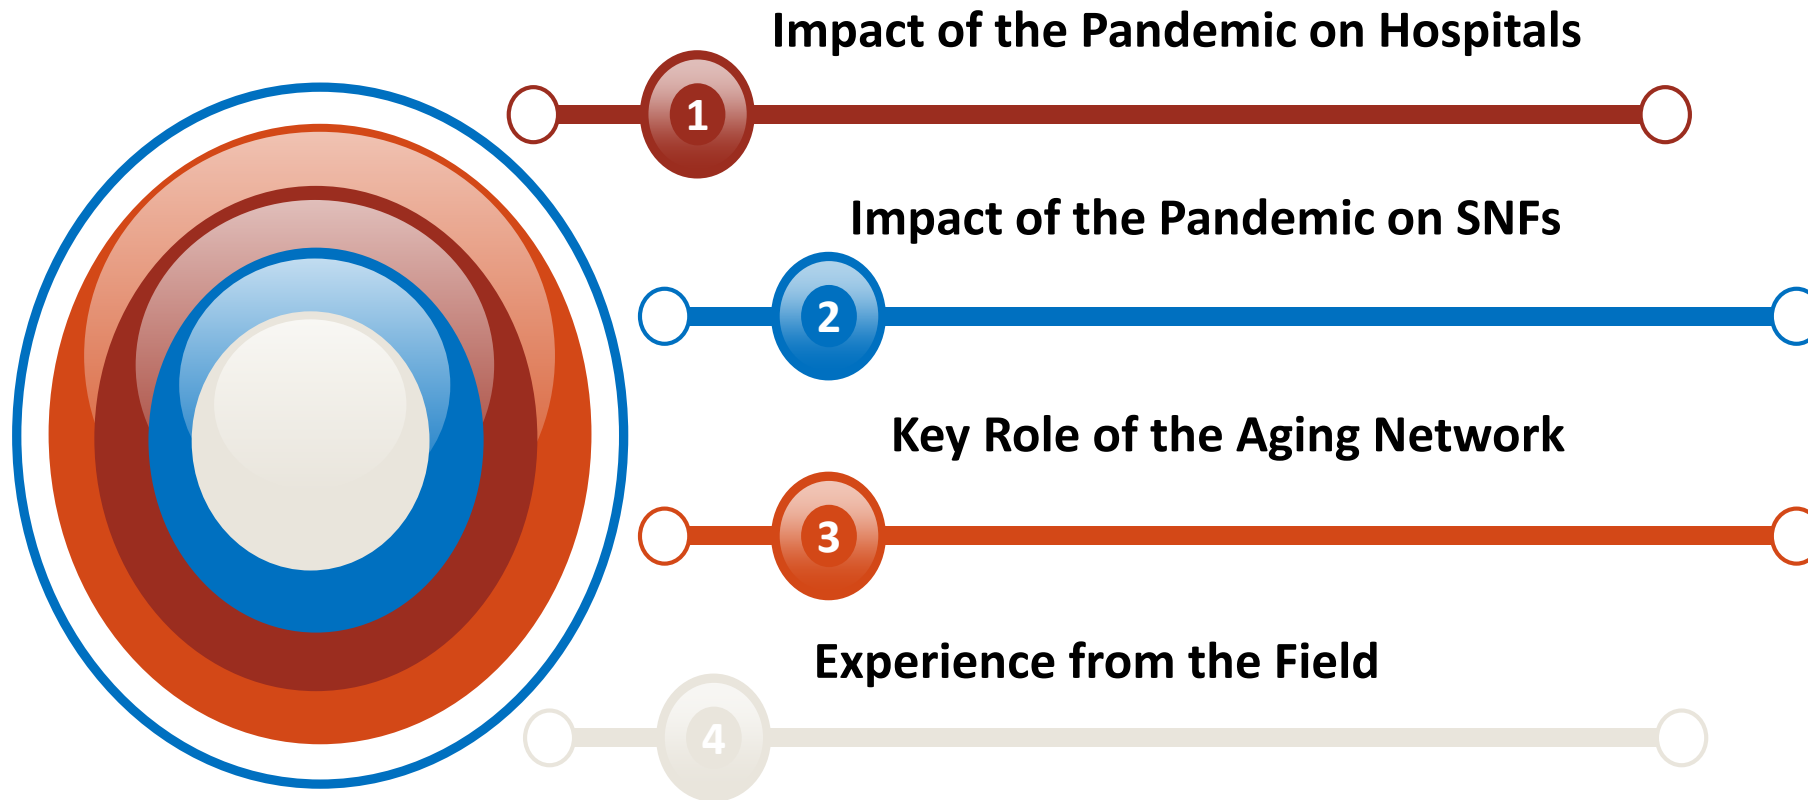 Impact of the Pandemic on Hospitals
1
Impact of the Pandemic on SNFs
2
Key Role of the Aging Network
3
Experience from the Field
4